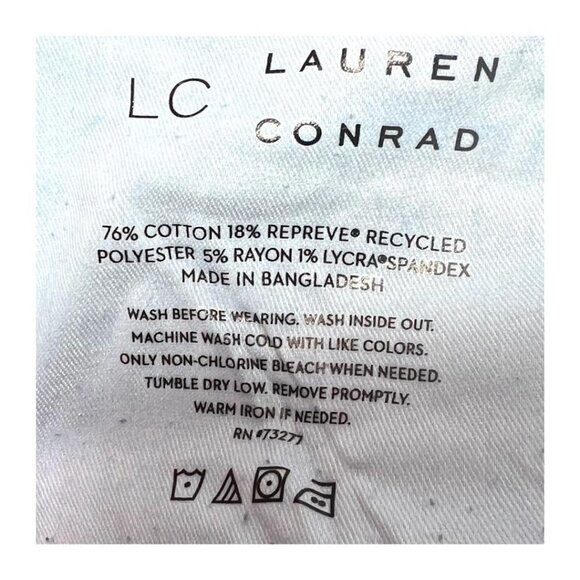 LC LAUREN
CONRAD
76% COTTON 18% REPREVE® RECYCLED
POLYESTER 5% RAYON 1% LYCRA® SPANDEX
MADE IN BANGLADESH
WASH BEFORE WEARING. WASH INSIDE OUT.
MACHINE WASH COLD WITH LIKE COLORS.
ONLY NON-CHLORINE BLEACH WHEN NEEDED.
TUMBLE DRY LOW. REMOVE PROMPTLY.
WARM IRON IF NEEDED.
RN #73277